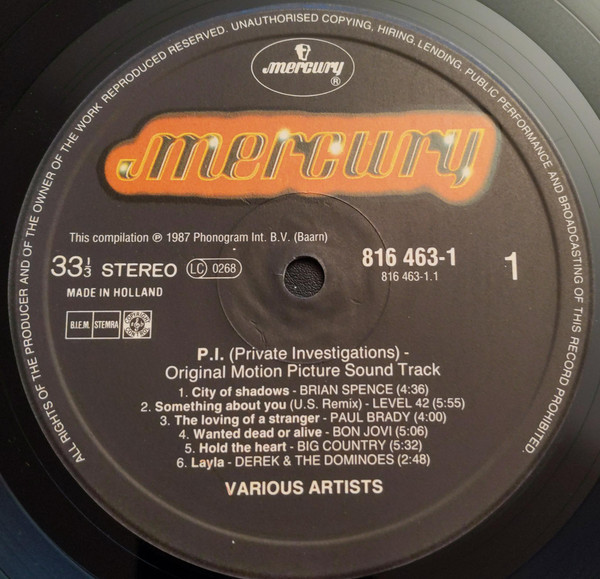 ALL RIGHTS OF THE PRODUCER AND OF THE OWNER OF THE WORK REPRODUCED RESERVED. UNAUTHORISED COPYING, HIRING, LENDING, PUBLIC PERFORMANCE AND BROADCASTING OF THIS RECORD PROHIBITED.
mercury
®
mercury
This compilation ℗ 1987 Phonogram Int. B.V. (Baarn)
33⅓ STEREO LC 0268
816 463-1
816 463-1.1
1
MADE IN HOLLAND
B.I.E.M. STEMRA
P.I. (Private Investigations) -
Original Motion Picture Sound Track
1. City of shadows - BRIAN SPENCE (4:36)
2. Something about you (U.S. Remix) - LEVEL 42 (5:55)
3. The loving of a stranger - PAUL BRADY (4:00)
4. Wanted dead or alive - BON JOVI (5:06)
5. Hold the heart - BIG COUNTRY (5:32)
6. Layla - DEREK & THE DOMINOES (2:48)
VARIOUS ARTISTS